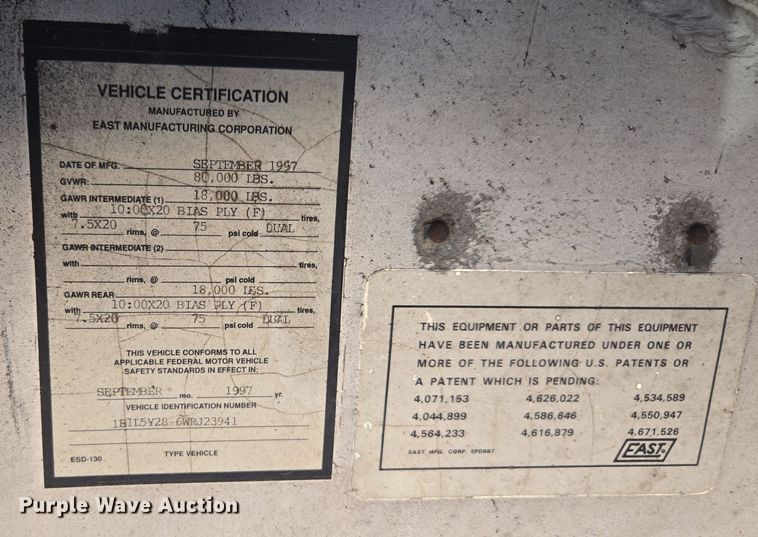 VEHICLE CERTIFICATION
MANUFACTURED BY
EAST MANUFACTURING CORPORATION
DATE OF MFG. SEPTEMBER 1997
GVWR: 80,000 LBS.
GAWR INTERMEDIATE (1) 18,000 LBS.
with 10:00X20 BIAS PLY (F) tires,
7.5X20 rims, @ 75 psi cold DUAL
GAWR INTERMEDIATE (2)
with tires,
rims, @ psi cold
GAWR REAR 18,000 LBS.
with 10:00X20 BIAS PLY (F) tires,
7.5X20 rims, @ 75 psi cold DUAL
THIS VEHICLE CONFORMS TO ALL
APPLICABLE FEDERAL MOTOR VEHICLE
SAFETY STANDARDS IN EFFECT IN:
SEPTEMBER mo. 1997 yr.
VEHICLE IDENTIFICATION NUMBER
TYPE VEHICLE
ESD-130
THIS EQUIPMENT OR PARTS OF THIS EQUIPMENT
HAVE BEEN MANUFACTURED UNDER ONE OR
MORE OF THE FOLLOWING U.S. PATENTS OR
A PATENT WHICH IS PENDING:
4,071,153 4,626,022 4,534,589
4,044,899 4,586,646 4,550,947
4,564,233 4,616,879 4,671,526
EAST MFG. CORP. EPD887
EAST
Purple Wave Auction